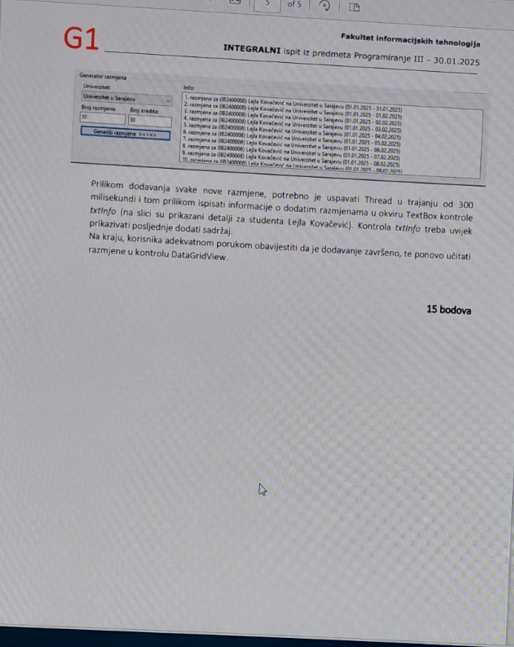 5 of 5
G1
Fakultet informacijskih tehnologija
INTEGRALNI ispit iz predmeta Programiranje III – 30.01.2025
Generator razmjena
Univerzitet:
Univerzitet u Sarajevu
Broj razmjena:
Broj kredita:
10
30
Generiši razmjene >>>>>
Info:
1. razmjena za (IB2400008) Lejla Kovačević na Univerzitet u Sarajevu (01.01.2025 - 31.01.2025)
2. razmjena za (IB2400008) Lejla Kovačević na Univerzitet u Sarajevu (01.01.2025 - 01.02.2025)
3. razmjena za (IB2400008) Lejla Kovačević na Univerzitet u Sarajevu (01.01.2025 - 02.02.2025)
4. razmjena za (IB2400008) Lejla Kovačević na Univerzitet u Sarajevu (01.01.2025 - 03.02.2025)
5. razmjena za (IB2400008) Lejla Kovačević na Univerzitet u Sarajevu (01.01.2025 - 04.02.2025)
6. razmjena za (IB2400008) Lejla Kovačević na Univerzitet u Sarajevu (01.01.2025 - 05.02.2025)
7. razmjena za (IB2400008) Lejla Kovačević na Univerzitet u Sarajevu (01.01.2025 - 06.02.2025)
8. razmjena za (IB2400008) Lejla Kovačević na Univerzitet u Sarajevu (01.01.2025 - 07.02.2025)
9. razmjena za (IB2400008) Lejla Kovačević na Univerzitet u Sarajevu (01.01.2025 - 08.02.2025)
10. razmjena za (IB2400008) Lejla Kovačević na Univerzitet u Sarajevu (01.01.2025 - 09.02.2025)
Prilikom dodavanja svake nove razmjene, potrebno je uspavati Thread u trajanju od 300
milisekundi i tom prilikom ispisati informacije o dodatim razmjenama u okviru TextBox kontrole
txtInfo (na slici su prikazani detalji za studenta Lejla Kovačević). Kontrola txtInfo treba uvijek
prikazivati posljednje dodati sadržaj.
Na kraju, korisnika adekvatnom porukom obavijestiti da je dodavanje završeno, te ponovo učitati
razmjene u kontrolu DataGridView.
15 bodova